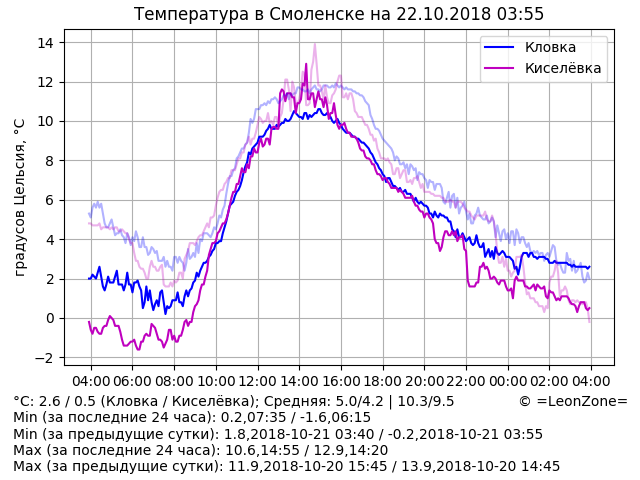 Температура в Смоленске на 22.10.2018 03:55
Кловка
Киселёвка
градусов Цельсия, °C
14
12
10
8
6
4
2
0
−2
04:00 06:00 08:00 10:00 12:00 14:00 16:00 18:00 20:00 22:00 00:00 02:00 04:00
°C: 2.6 / 0.5 (Кловка / Киселёвка); Средняя: 5.0/4.2 | 10.3/9.5 © =LeonZone=
Min (за последние 24 часа): 0.2,07:35 / -1.6,06:15
Min (за предыдущие сутки): 1.8,2018-10-21 03:40 / -0.2,2018-10-21 03:55
Max (за последние 24 часа): 10.6,14:55 / 12.9,14:20
Max (за предыдущие сутки): 11.9,2018-10-20 15:45 / 13.9,2018-10-20 14:45